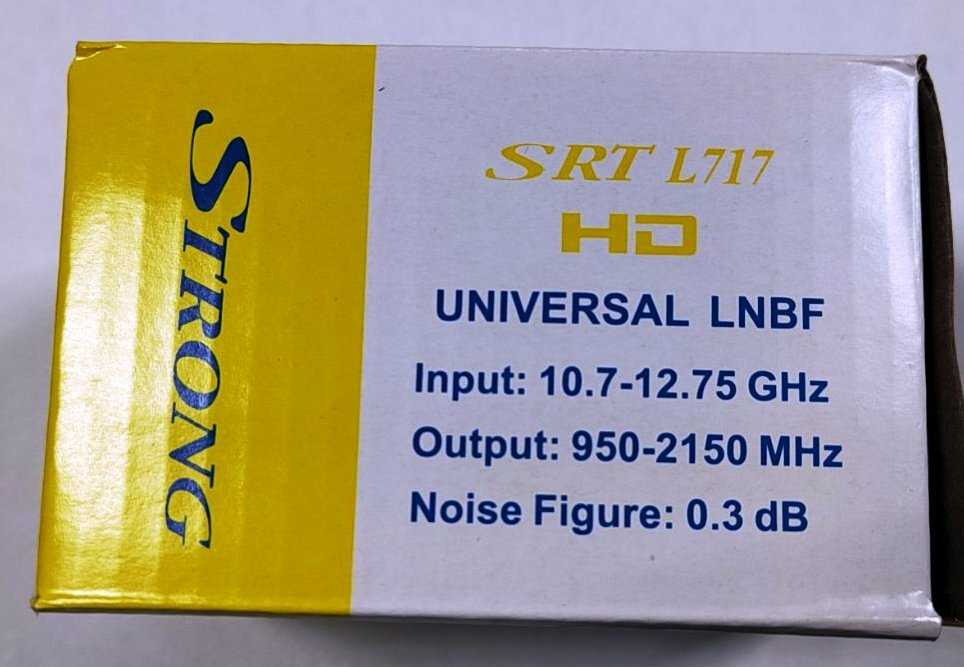 STRONG
SRT L717
HD
UNIVERSAL LNBF
Input: 10.7-12.75 GHz
Output: 950-2150 MHz
Noise Figure: 0.3 dB